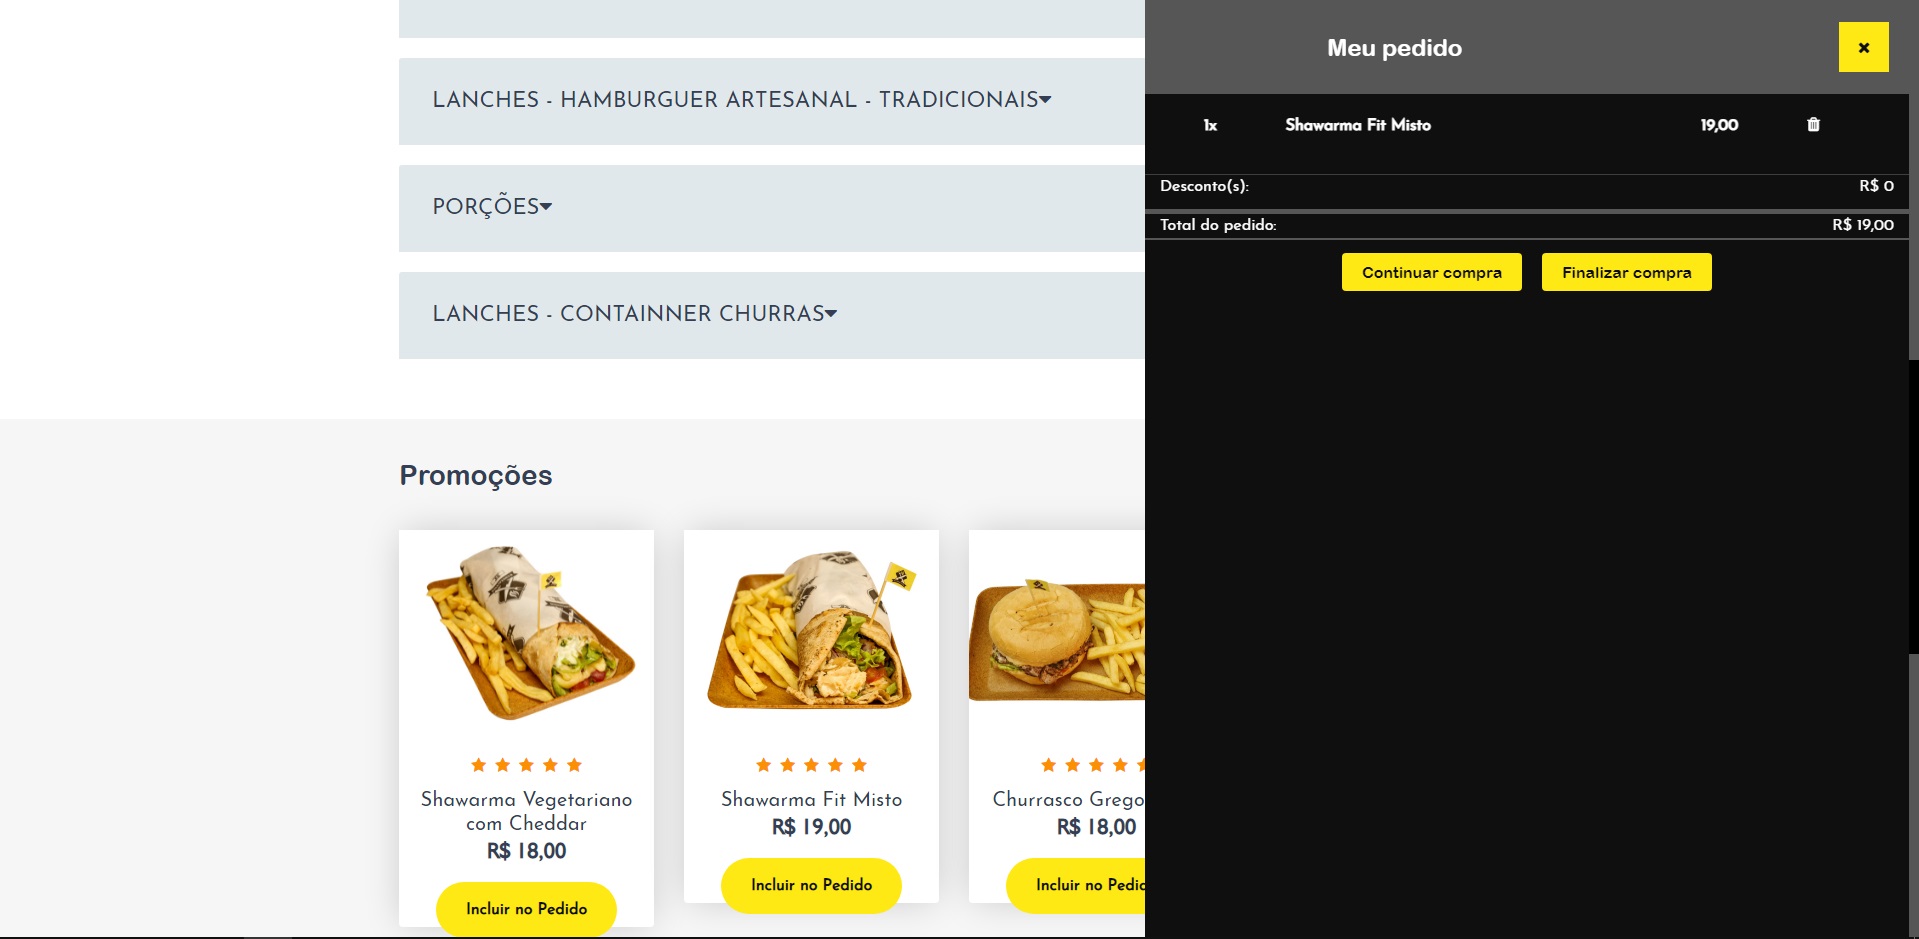 LANCHES - HAMBURGUER ARTESANAL - TRADICIONAIS
PORÇÕES
LANCHES - CONTAINNER CHURRAS
Promoções
Shawarma Vegetariano
com Cheddar
R$ 18,00
Incluir no Pedido
Shawarma Fit Misto
R$ 19,00
Incluir no Pedido
Churrasco Grego
R$ 18,00
Incluir no Pedid
Meu pedido
×
1x Shawarma Fit Misto 19,00
Desconto(s): R$ 0
Total do pedido: R$ 19,00
Continuar compra Finalizar compra